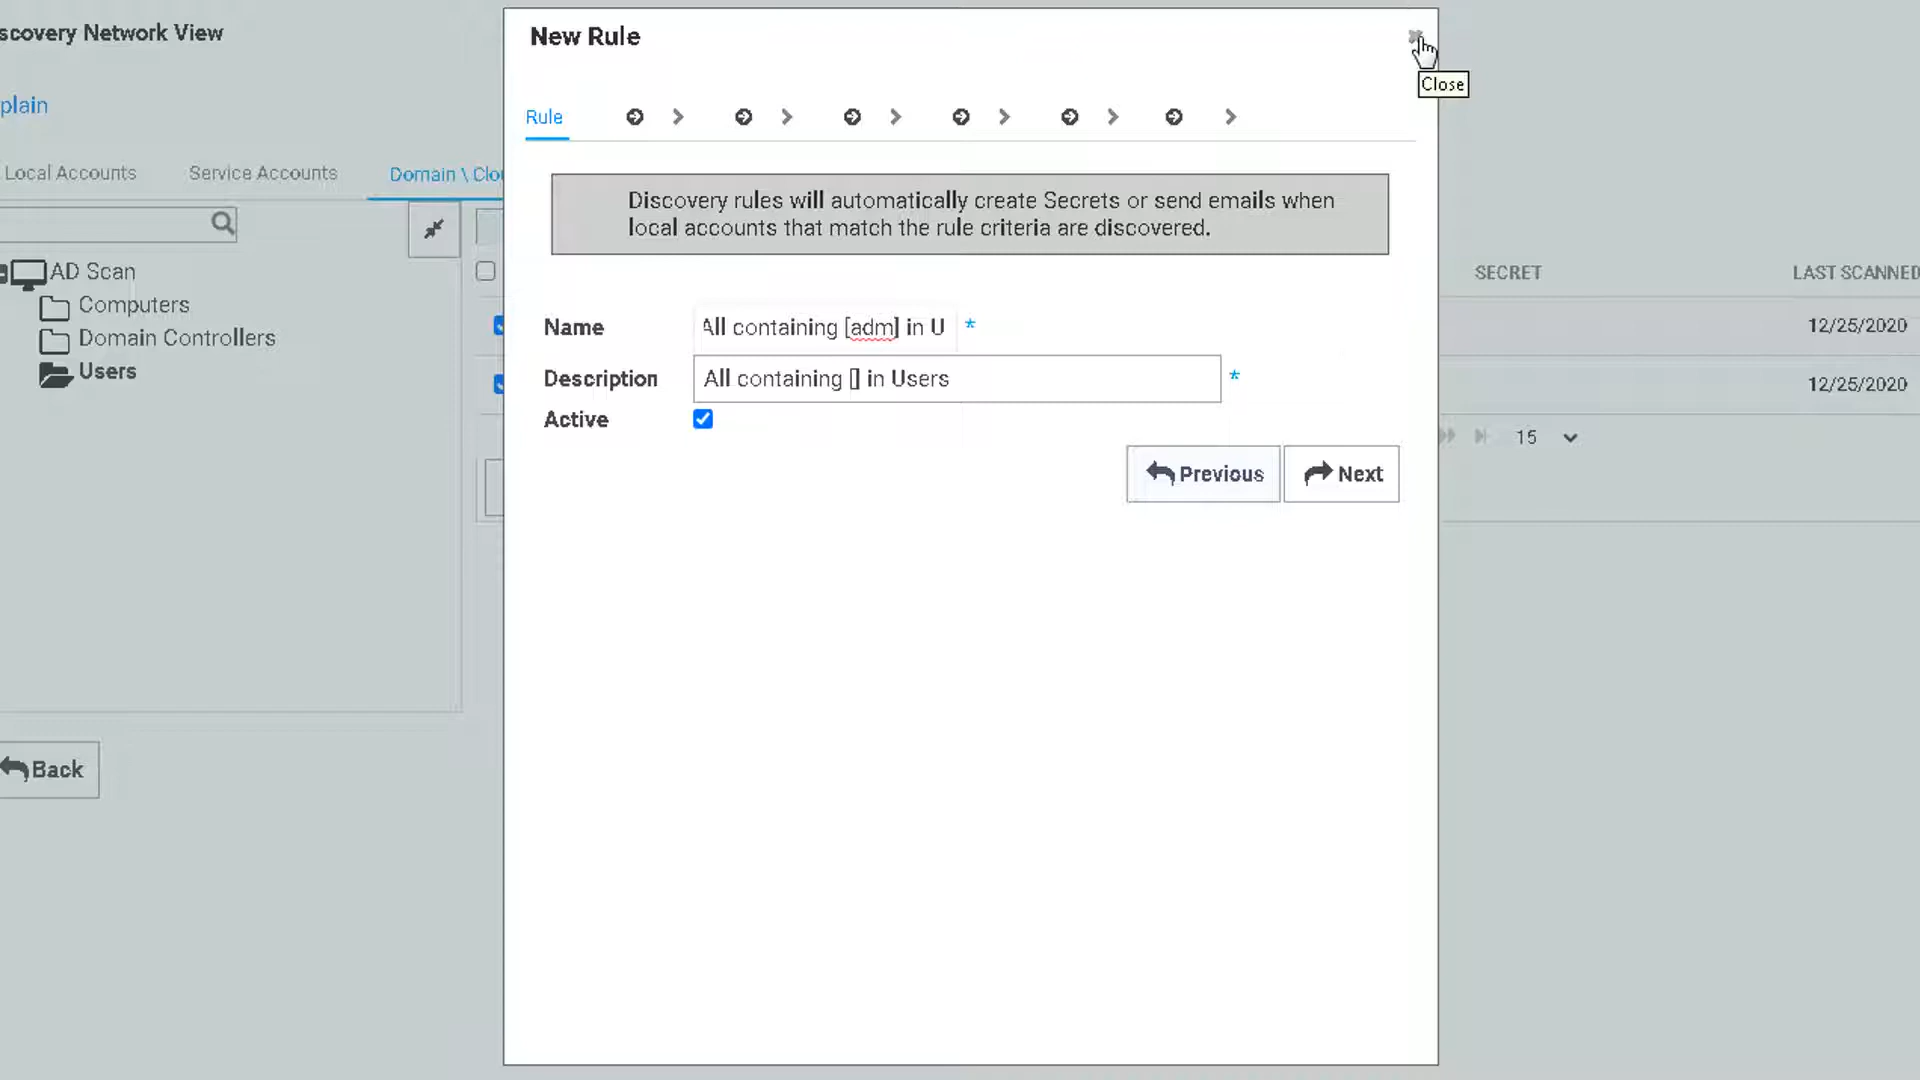 scovery Network View
plain
Local Accounts
Service Accounts
Domain \ Clou
AD Scan
Computers
Domain Controllers
Users
Back
New Rule
Close
Rule
Discovery rules will automatically create Secrets or send emails when
local accounts that match the rule criteria are discovered.
Name
All containing [adm] in U
*
Description
All containing [] in Users
*
Active
Previous
Next
SECRET
LAST SCANNED
12/25/2020
12/25/2020
15